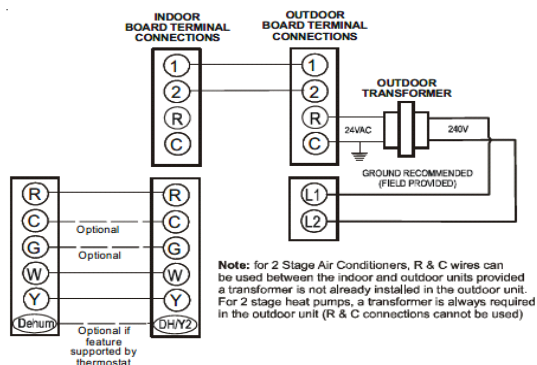 INDOOR
BOARD TERMINAL
CONNECTIONS
OUTDOOR
BOARD TERMINAL
CONNECTIONS
1
2
R
C
1
2
R
C
OUTDOOR
TRANSFORMER
24VAC
240V
GROUND RECOMMENDED
(FIELD PROVIDED)
L1
L2
R
C
G
W
Y
Dehum
Optional
Optional
Optional if
feature
supported by
thermostat
R
C
G
W
Y
DH/Y2
Note: for 2 Stage Air Conditioners, R & C wires can
be used between the indoor and outdoor units provided
a transformer is not already installed in the outdoor unit.
For 2 stage heat pumps, a transformer is always required
in the outdoor unit (R & C connections cannot be used)